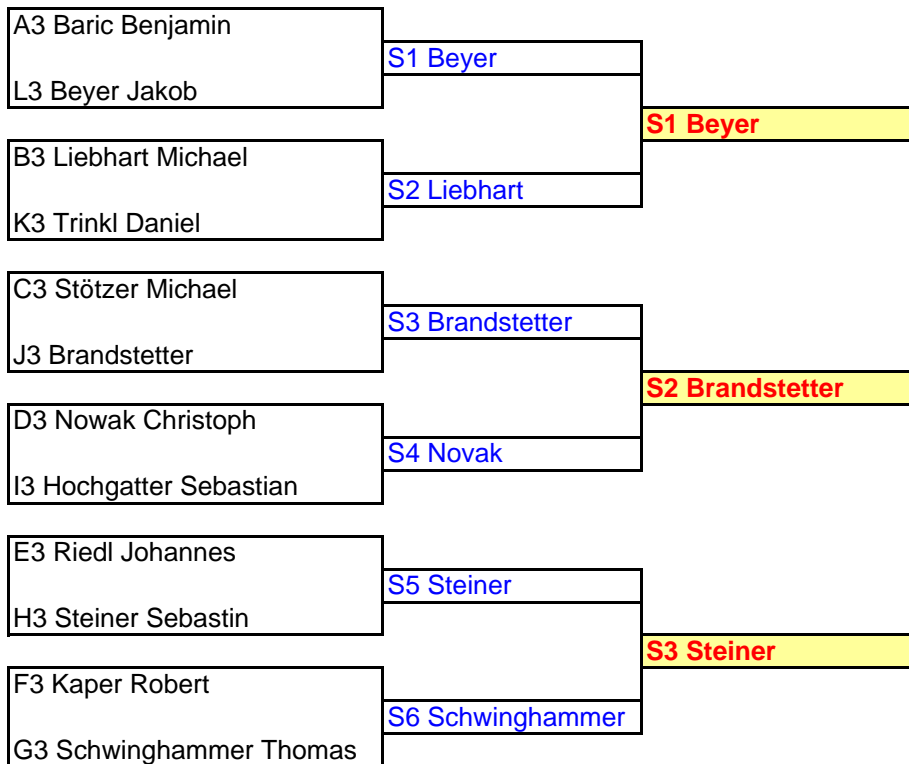 A3 Baric Benjamin
S1 Beyer
L3 Beyer Jakob
S1 Beyer
B3 Liebhart Michael
S2 Liebhart
K3 Trinkl Daniel
C3 Stötzer Michael
S3 Brandstetter
J3 Brandstetter
S2 Brandstetter
D3 Nowak Christoph
S4 Novak
I3 Hochgatter Sebastian
E3 Riedl Johannes
S5 Steiner
H3 Steiner Sebastin
S3 Steiner
F3 Kaper Robert
S6 Schwinghammer
G3 Schwinghammer Thomas